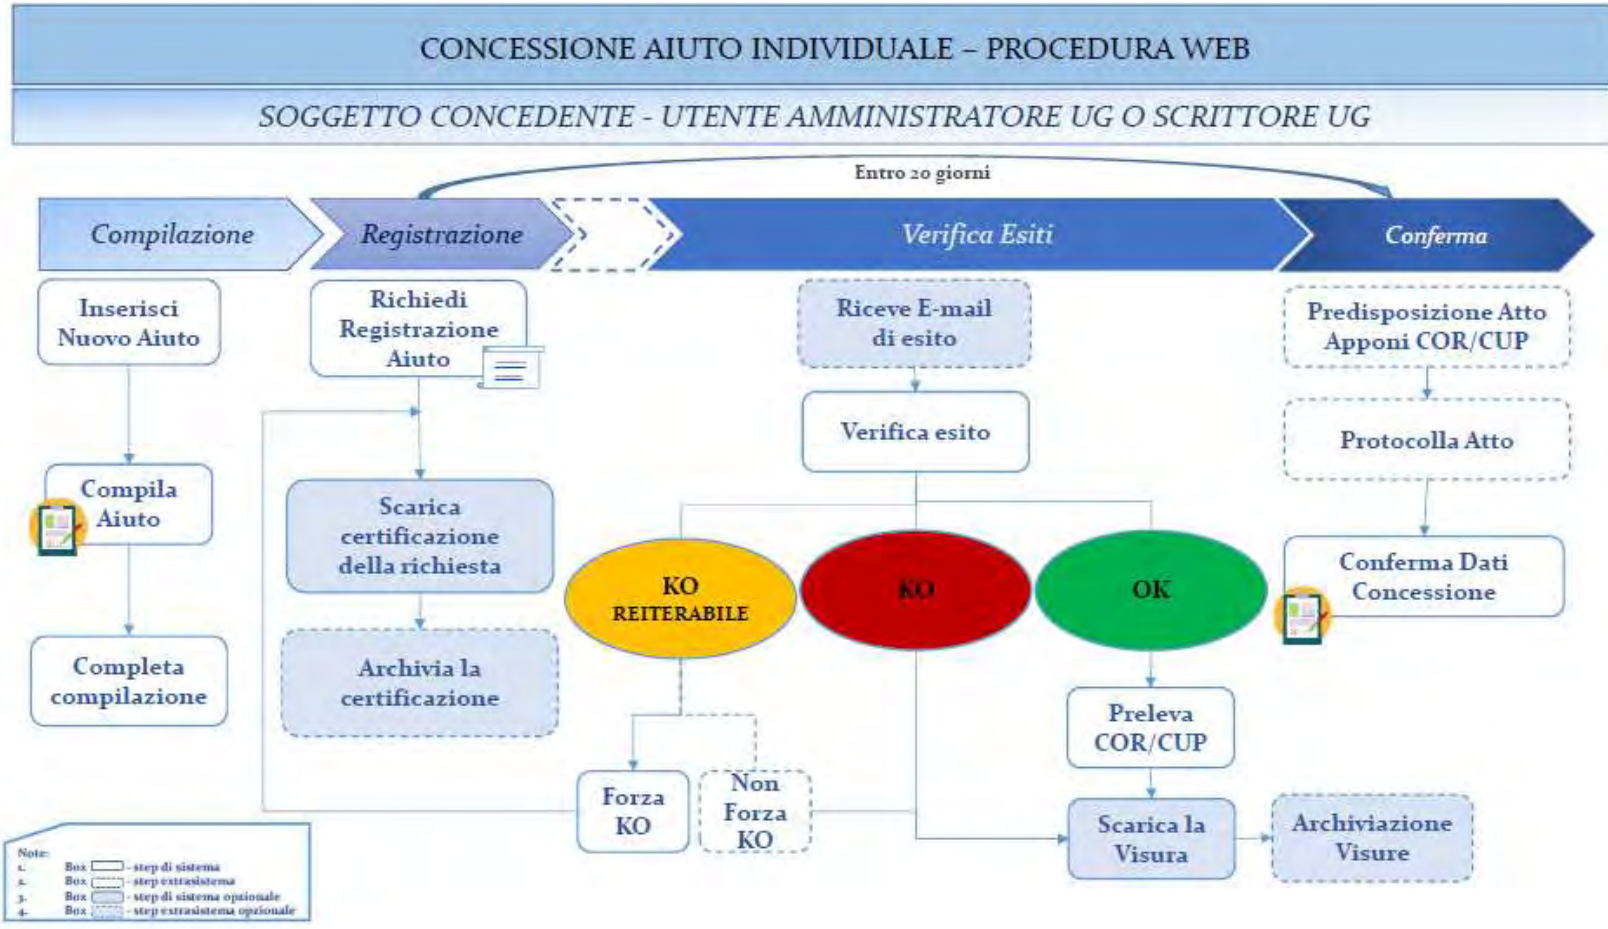 CONCESSIONE AIUTO INDIVIDUALE – PROCEDURA WEB
SOGGETTO CONCEDENTE - UTENTE AMMINISTRATORE UG O SCRITTORE UG
Entro 20 giorni
Compilazione
Registrazione
Verifica Esiti
Conferma
Inserisci
Nuovo Aiuto
Compila
Aiuto
Completa
compilazione
Richiedi
Registrazione
Aiuto
Scarica
certificazione
della richiesta
Archivia la
certificazione
Riceve E-mail
di esito
Verifica esito
KO
REITERABILE
KO
OK
Forza
KO
Non
Forza
KO
Preleva
COR/CUP
Scarica la
Visura
Archiviazione
Visure
Predisposizione Atto
Apponi COR/CUP
Protocolla Atto
Conferma Dati
Concessione
Note:
1. Box - step di sistema
2. Box - step extrasistema
3. Box - step di sistema opzionale
4. Box - step extrasistema opzionale